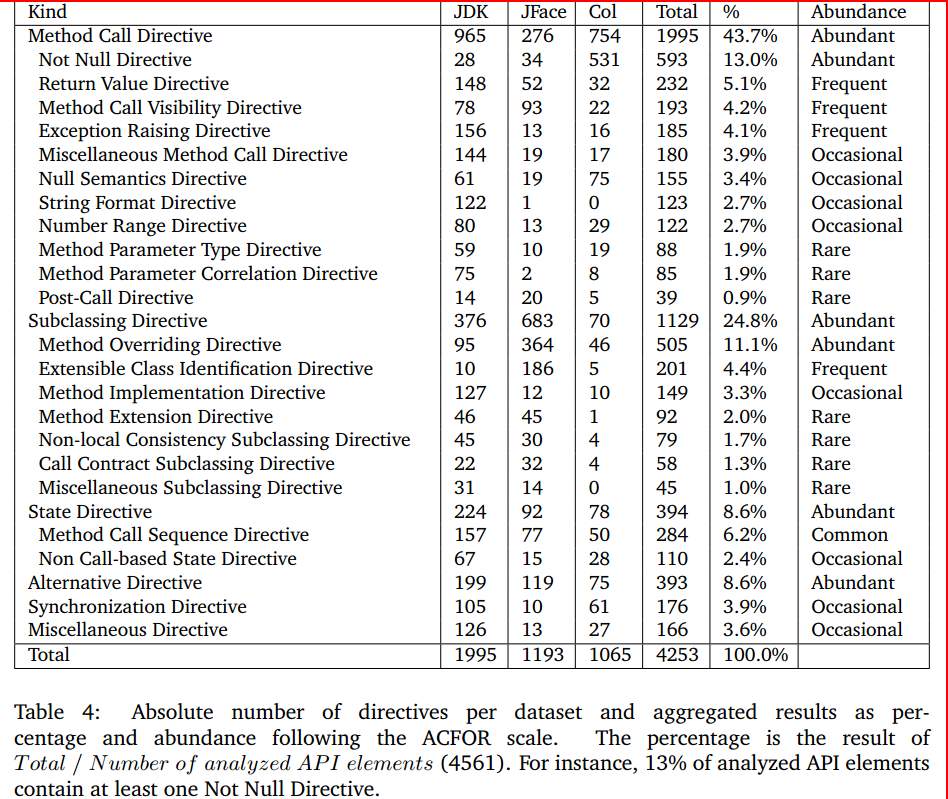 Kind JDK JFace Col Total % Abundance
Method Call Directive 965 276 754 1995 43.7% Abundant
Not Null Directive 28 34 531 593 13.0% Abundant
Return Value Directive 148 52 32 232 5.1% Frequent
Method Call Visibility Directive 78 93 22 193 4.2% Frequent
Exception Raising Directive 156 13 16 185 4.1% Frequent
Miscellaneous Method Call Directive 144 19 17 180 3.9% Occasional
Null Semantics Directive 61 19 75 155 3.4% Occasional
String Format Directive 122 1 0 123 2.7% Occasional
Number Range Directive 80 13 29 122 2.7% Occasional
Method Parameter Type Directive 59 10 19 88 1.9% Rare
Method Parameter Correlation Directive 75 2 8 85 1.9% Rare
Post-Call Directive 14 20 5 39 0.9% Rare
Subclassing Directive 376 683 70 1129 24.8% Abundant
Method Overriding Directive 95 364 46 505 11.1% Abundant
Extensible Class Identification Directive 10 186 5 201 4.4% Frequent
Method Implementation Directive 127 12 10 149 3.3% Occasional
Method Extension Directive 46 45 1 92 2.0% Rare
Non-local Consistency Subclassing Directive 45 30 4 79 1.7% Rare
Call Contract Subclassing Directive 22 32 4 58 1.3% Rare
Miscellaneous Subclassing Directive 31 14 0 45 1.0% Rare
State Directive 224 92 78 394 8.6% Abundant
Method Call Sequence Directive 157 77 50 284 6.2% Common
Non Call-based State Directive 67 15 28 110 2.4% Occasional
Alternative Directive 199 119 75 393 8.6% Abundant
Synchronization Directive 105 10 61 176 3.9% Occasional
Miscellaneous Directive 126 13 27 166 3.6% Occasional
Total 1995 1193 1065 4253 100.0%
Table 4: Absolute number of directives per dataset and aggregated results as per-
centage and abundance following the ACFOR scale. The percentage is the result of
Total / Number of analyzed API elements (4561). For instance, 13% of analyzed API elements
contain at least one Not Null Directive.